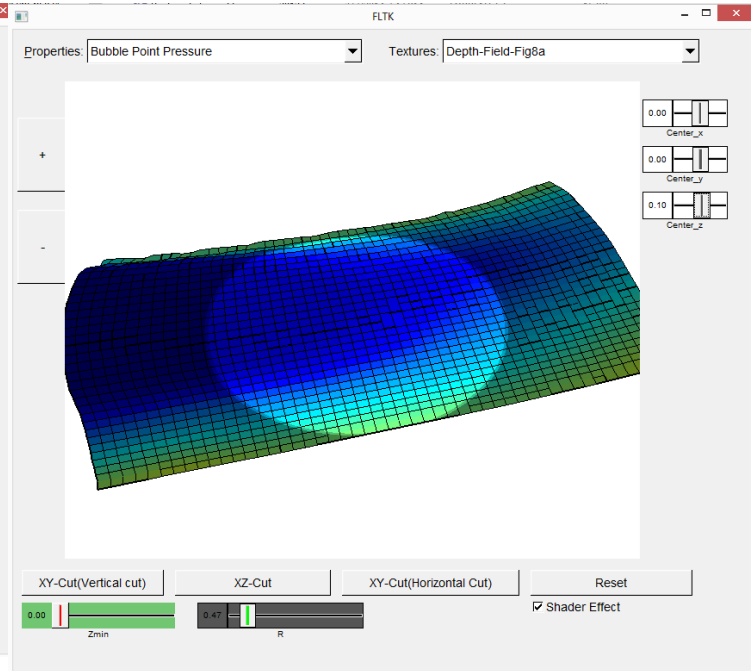 FLTK
Properties: Bubble Point Pressure
Textures: Depth-Field-Fig8a
0.00
Center_x
0.00
Center_y
0.10
Center_z
+
-
XY-Cut(Vertical cut)
XZ-Cut
XY-Cut(Horizontal Cut)
Reset
0.00
Zmin
0.47
R
Shader Effect